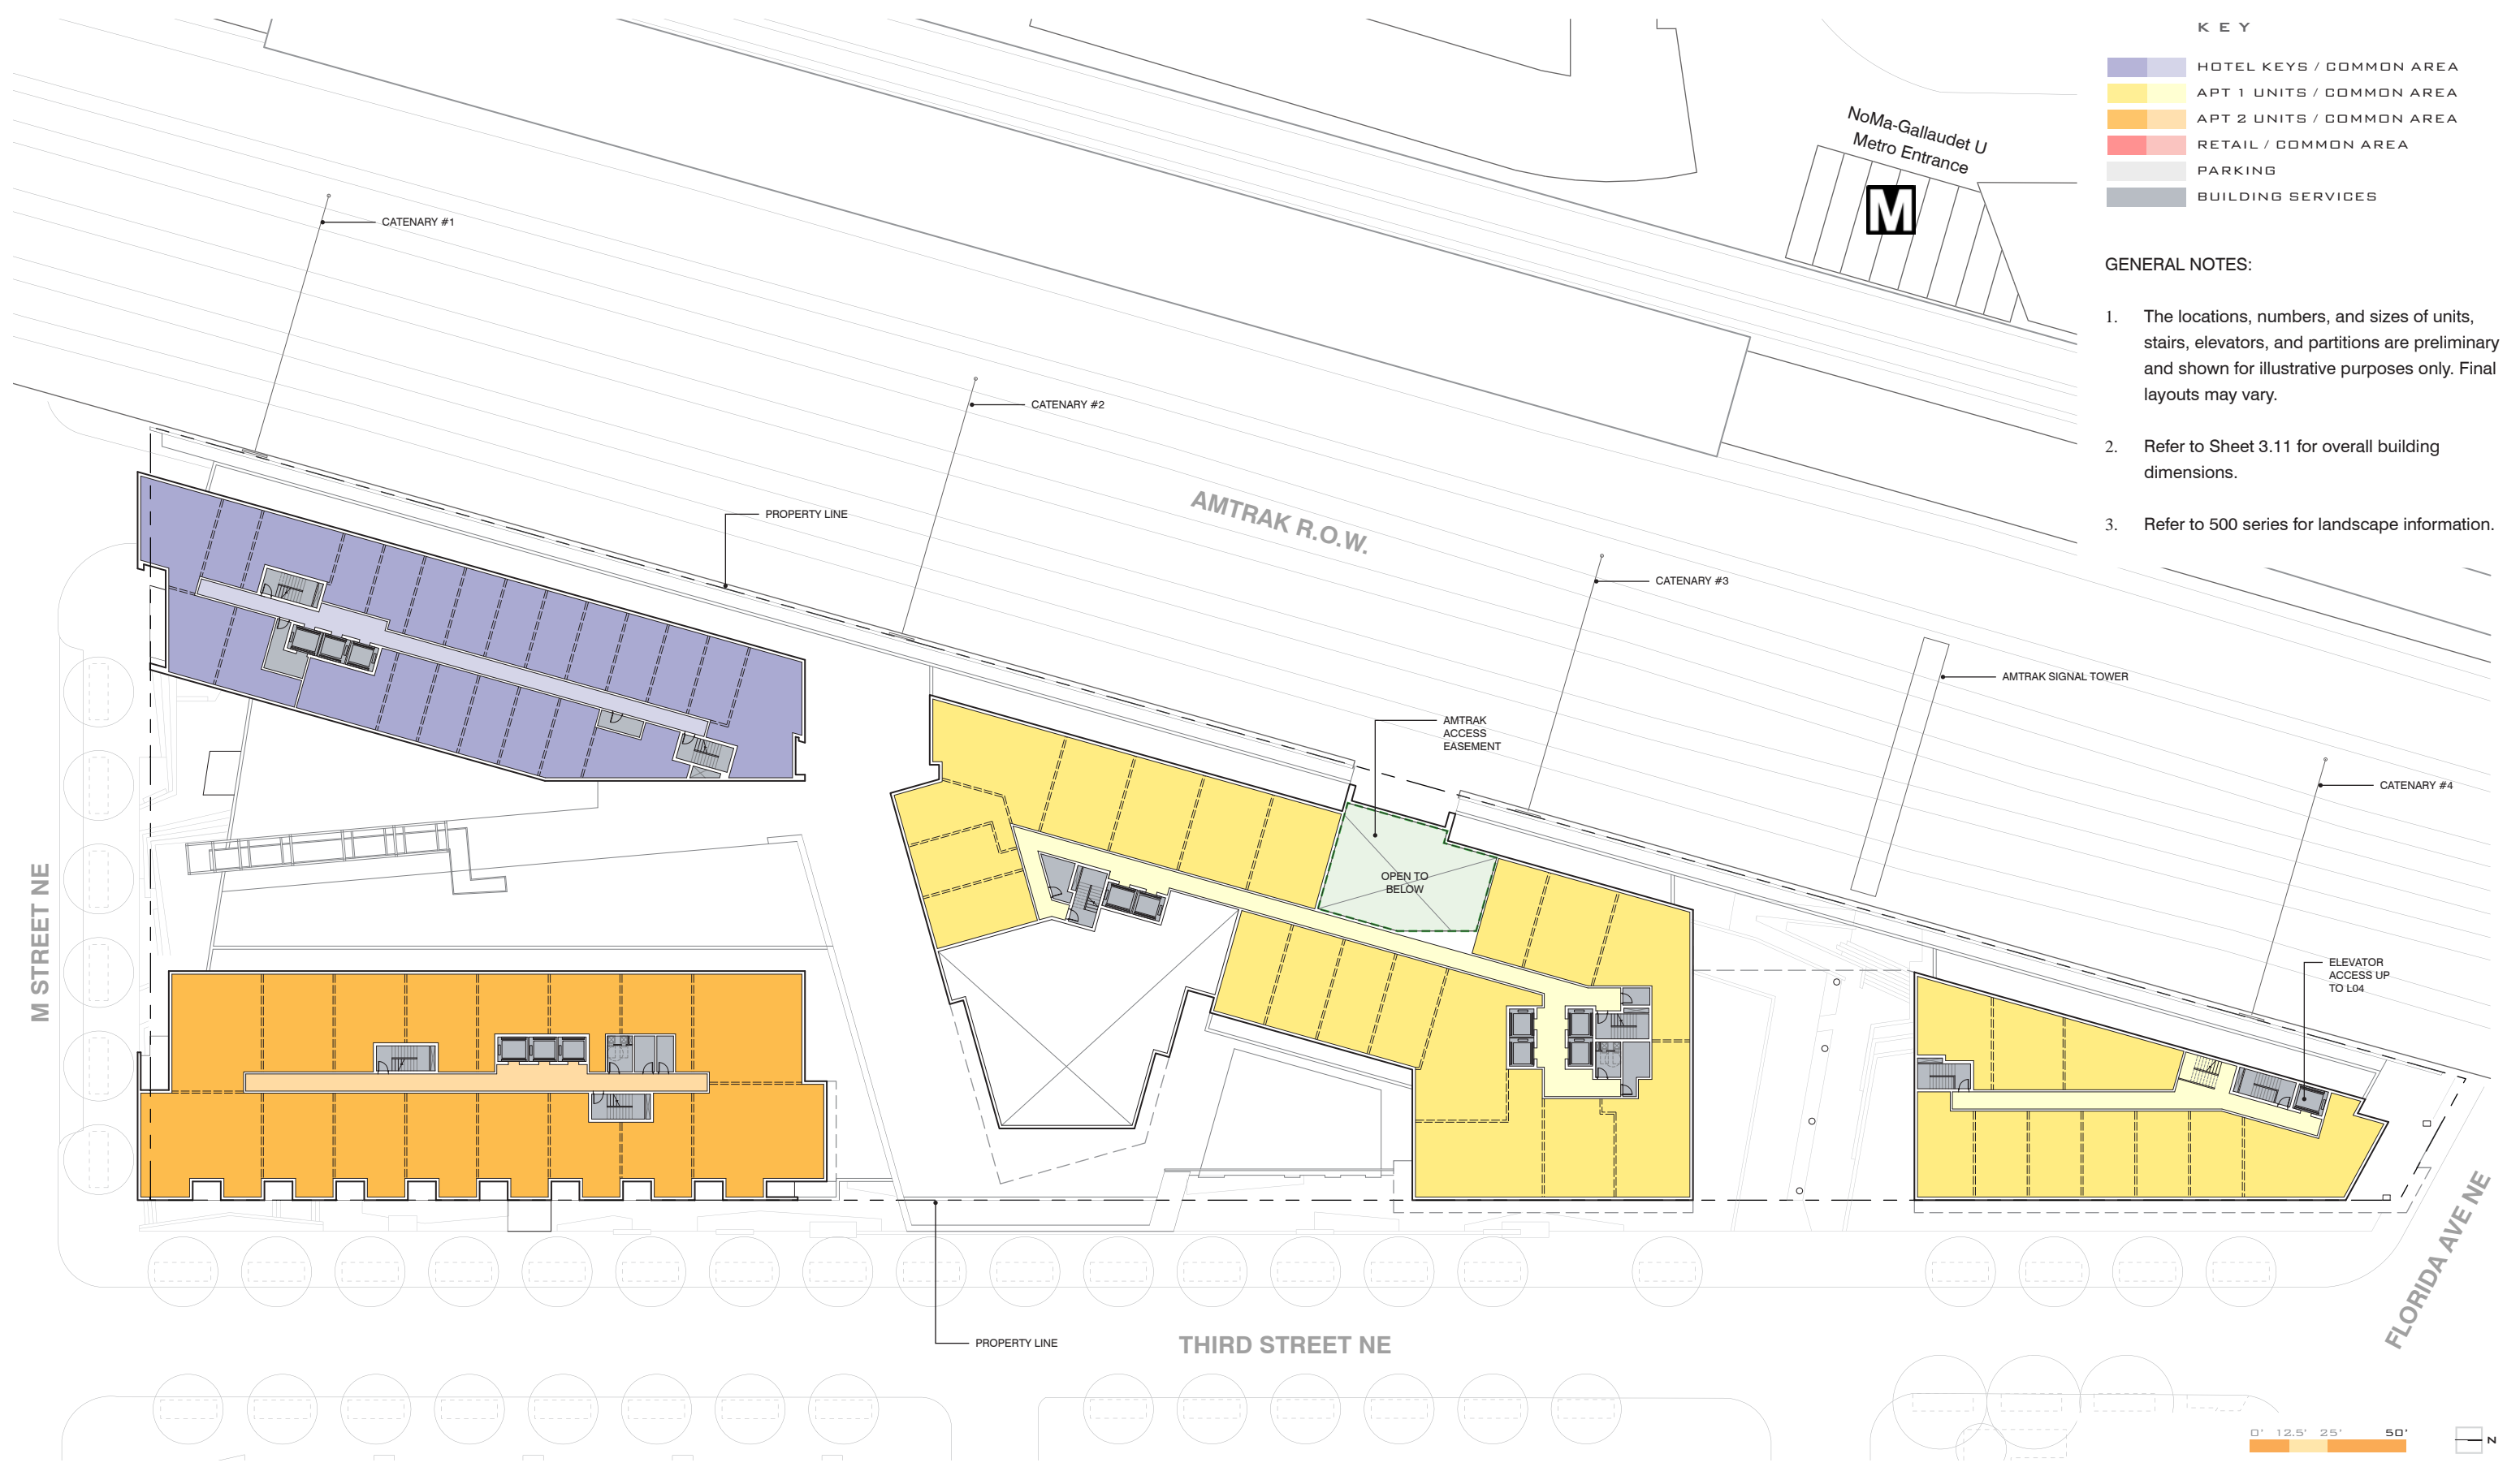 KEY
HOTEL KEYS / COMMON AREA
APT 1 UNITS / COMMON AREA
APT 2 UNITS / COMMON AREA
RETAIL / COMMON AREA
PARKING
BUILDING SERVICES
GENERAL NOTES:
1. The locations, numbers, and sizes of units,
stairs, elevators, and partitions are preliminary
and shown for illustrative purposes only. Final
layouts may vary.
2. Refer to Sheet 3.11 for overall building
dimensions.
3. Refer to 500 series for landscape information.
NoMa-Gallaudet U
Metro Entrance
M
CATENARY #1
CATENARY #2
PROPERTY LINE
AMTRAK R.O.W.
CATENARY #3
AMTRAK SIGNAL TOWER
AMTRAK
ACCESS
EASEMENT
CATENARY #4
OPEN TO
BELOW
ELEVATOR
ACCESS UP
TO L04
M STREET NE
PROPERTY LINE
THIRD STREET NE
FLORIDA AVE NE
0' 12.5' 25' 50'
N